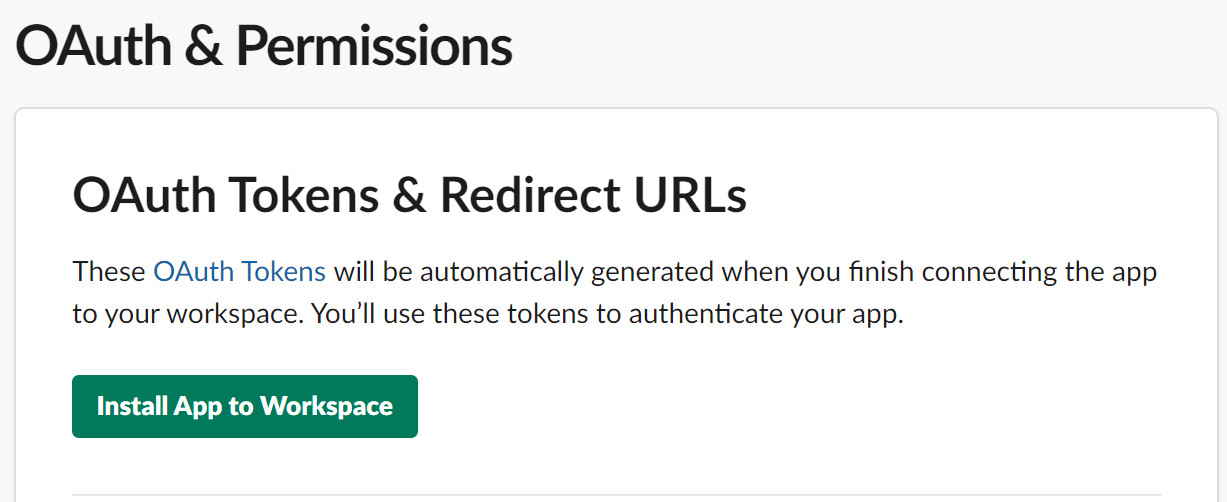 OAuth & Permissions
OAuth Tokens & Redirect URLs
These OAuth Tokens will be automatically generated when you finish connecting the app
to your workspace. You’ll use these tokens to authenticate your app.
Install App to Workspace